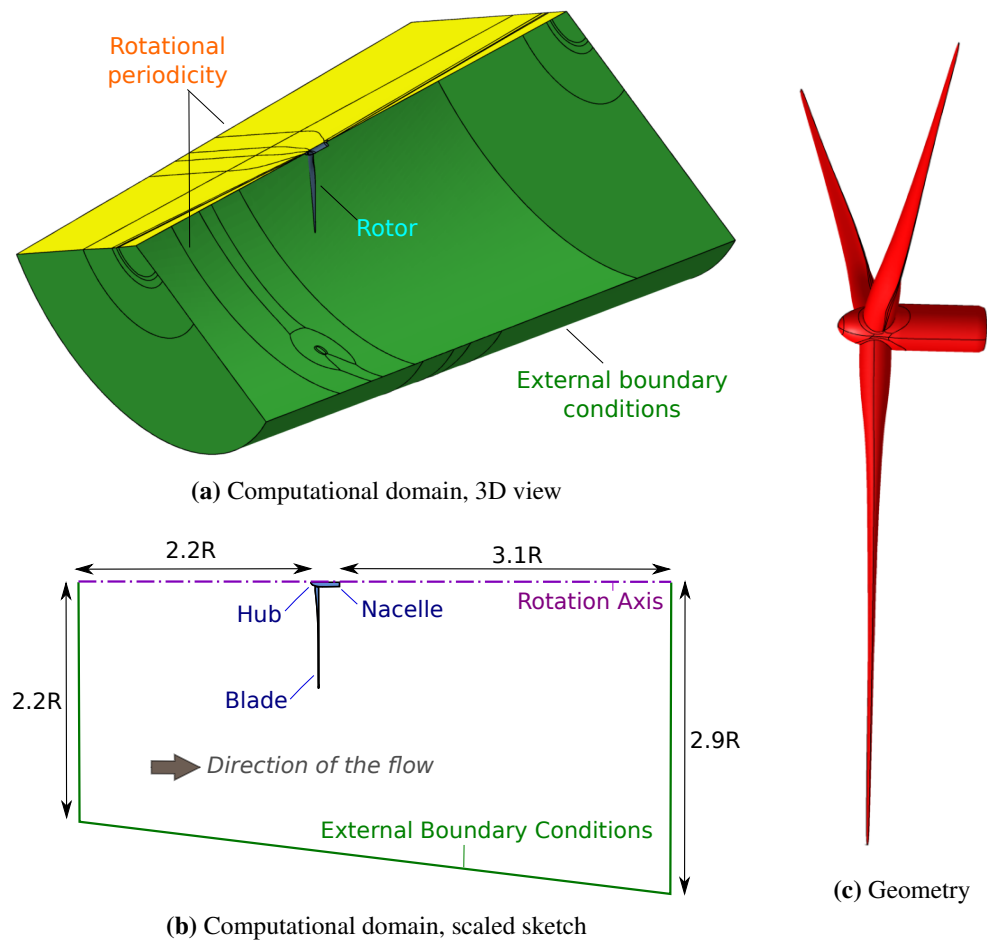 Rotational
periodicity
Rotor
External boundary
conditions
(a) Computational domain, 3D view
2.2R
3.1R
Hub
Nacelle
Rotation Axis
2.2R
Blade
2.9R
Direction of the flow
External Boundary Conditions
(b) Computational domain, scaled sketch
(c) Geometry